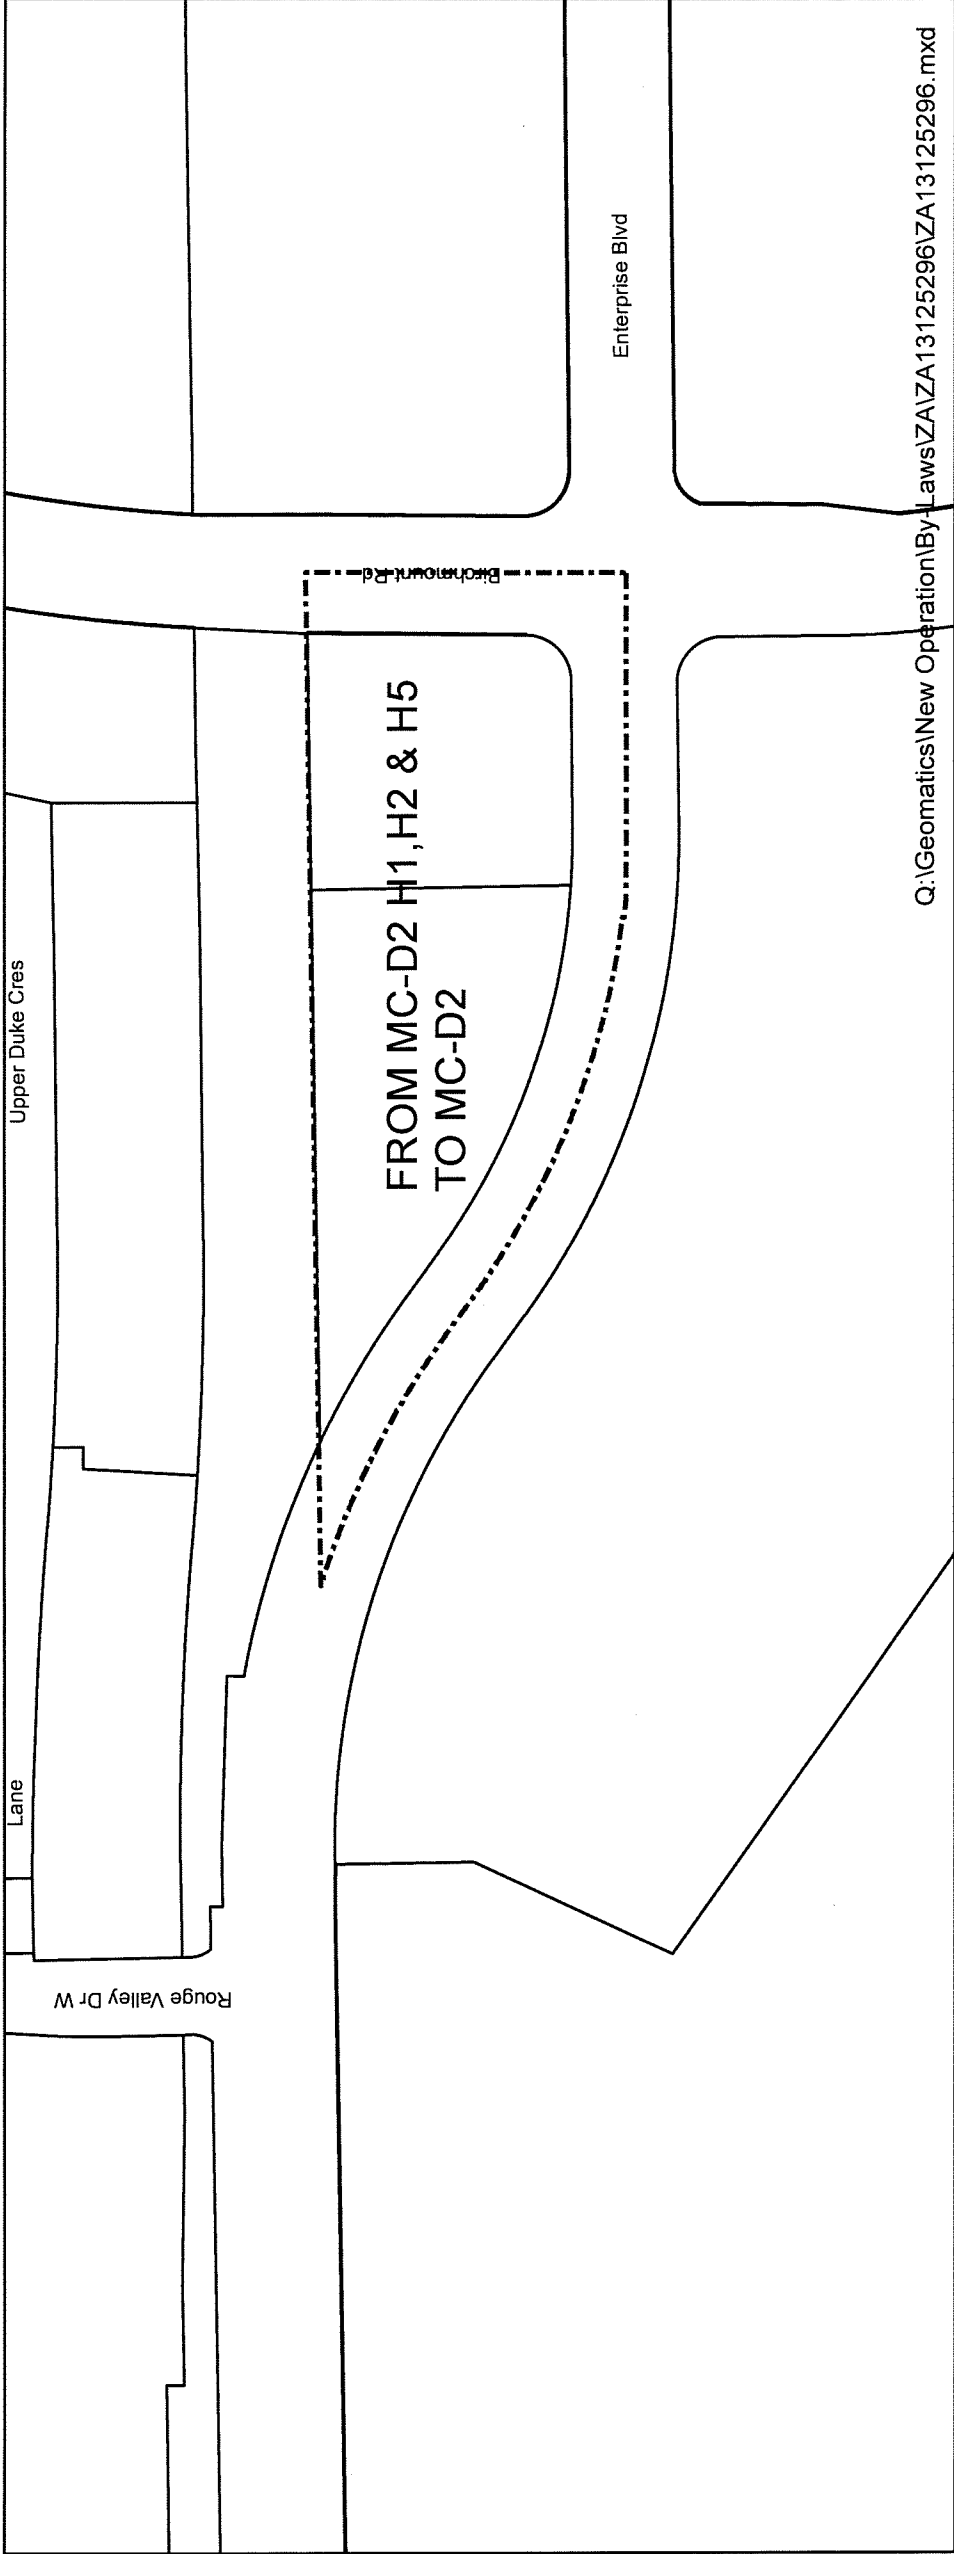 Upper Duke Cres
Lane
Rouge Valley Dr W
Birchmount Rd
FROM MC-D2 H1,H2 & H5
TO MC-D2
Enterprise Blvd
Q:\Geomatics\New Operation\By-Laws\ZA\ZA13125296\ZA13125296.mxd